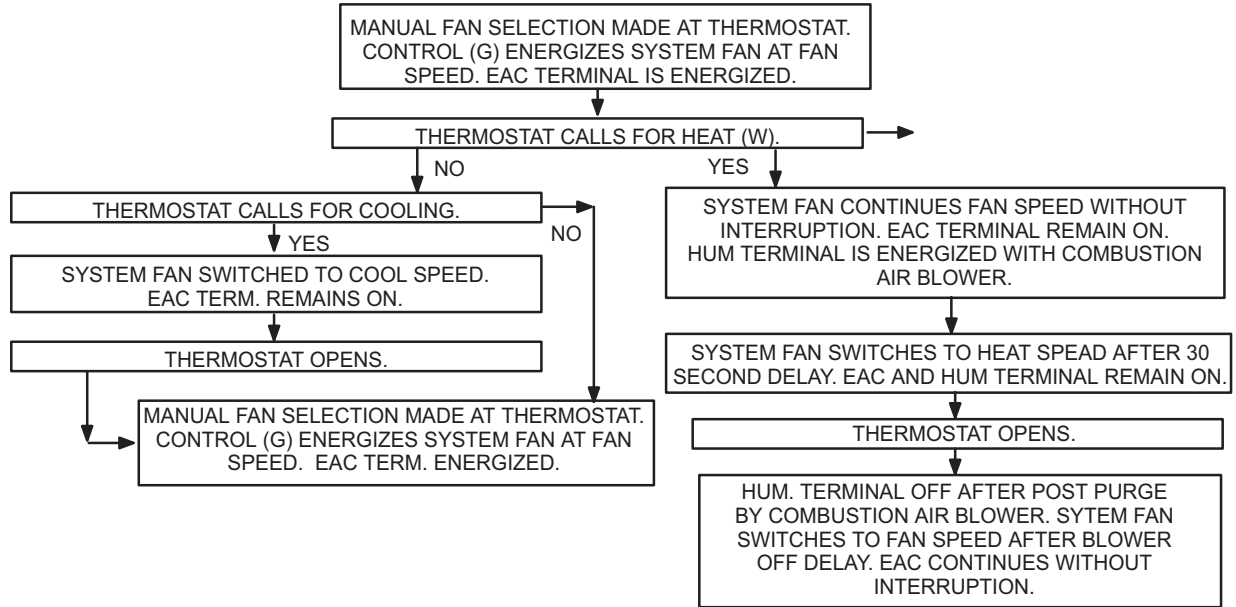 MANUAL FAN SELECTION MADE AT THERMOSTAT.
CONTROL (G) ENERGIZES SYSTEM FAN AT FAN
SPEED. EAC TERMINAL IS ENERGIZED.
THERMOSTAT CALLS FOR HEAT (W).
NO
YES
THERMOSTAT CALLS FOR COOLING.
NO
YES
SYSTEM FAN SWITCHED TO COOL SPEED.
EAC TERM. REMAINS ON.
THERMOSTAT OPENS.
MANUAL FAN SELECTION MADE AT THERMOSTAT.
CONTROL (G) ENERGIZES SYSTEM FAN AT FAN
SPEED. EAC TERM. ENERGIZED.
SYSTEM FAN CONTINUES FAN SPEED WITHOUT
INTERRUPTION. EAC TERMINAL REMAIN ON.
HUM TERMINAL IS ENERGIZED WITH COMBUSTION
AIR BLOWER.
SYSTEM FAN SWITCHES TO HEAT SPEAD AFTER 30
SECOND DELAY. EAC AND HUM TERMINAL REMAIN ON.
THERMOSTAT OPENS.
HUM. TERMINAL OFF AFTER POST PURGE
BY COMBUSTION AIR BLOWER. SYTEM FAN
SWITCHES TO FAN SPEED AFTER BLOWER
OFF DELAY. EAC CONTINUES WITHOUT
INTERRUPTION.